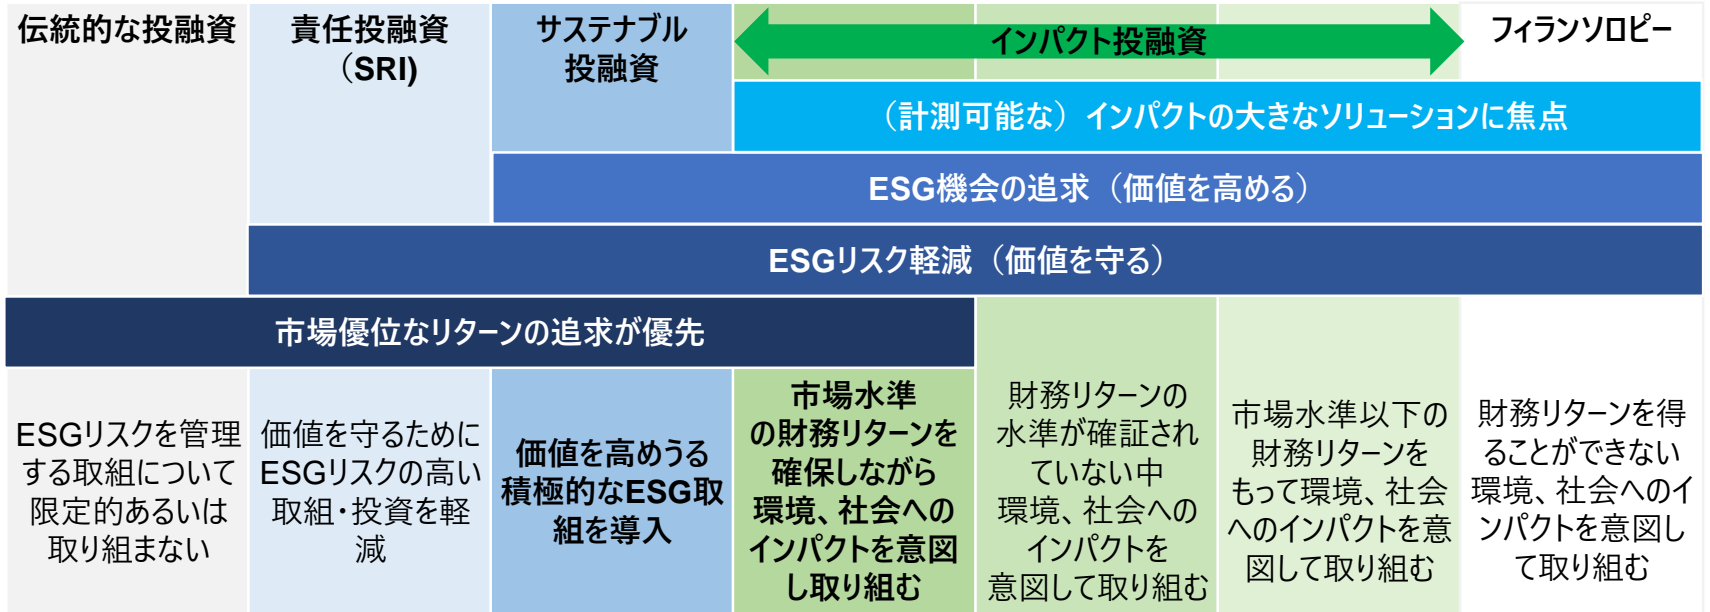 伝統的な投融資
責任投融資
（SRI)
サステナブル
投融資
インパクト投融資
フィランソロピー
（計測可能な）インパクトの大きなソリューションに焦点
ESG機会の追求（価値を高める）
ESGリスク軽減（価値を守る）
市場優位なリターンの追求が優先
ESGリスクを管理
する取組について
限定的あるいは
取り組まない
価値を守るために
ESGリスクの高い
取組・投資を軽
減
価値を高めうる
積極的なESG取
組を導入
市場水準
の財務リターンを
確保しながら
環境、社会への
インパクトを意図
し取り組む
財務リターンの
水準が確証され
ていない中
環境、社会への
インパクトを
意図して取り組む
市場水準以下の
財務リターンを
もって環境、社会
へのインパクトを意
図して取り組む
財務リターンを得
ることができない
環境、社会へのイ
ンパクトを意図し
て取り組む